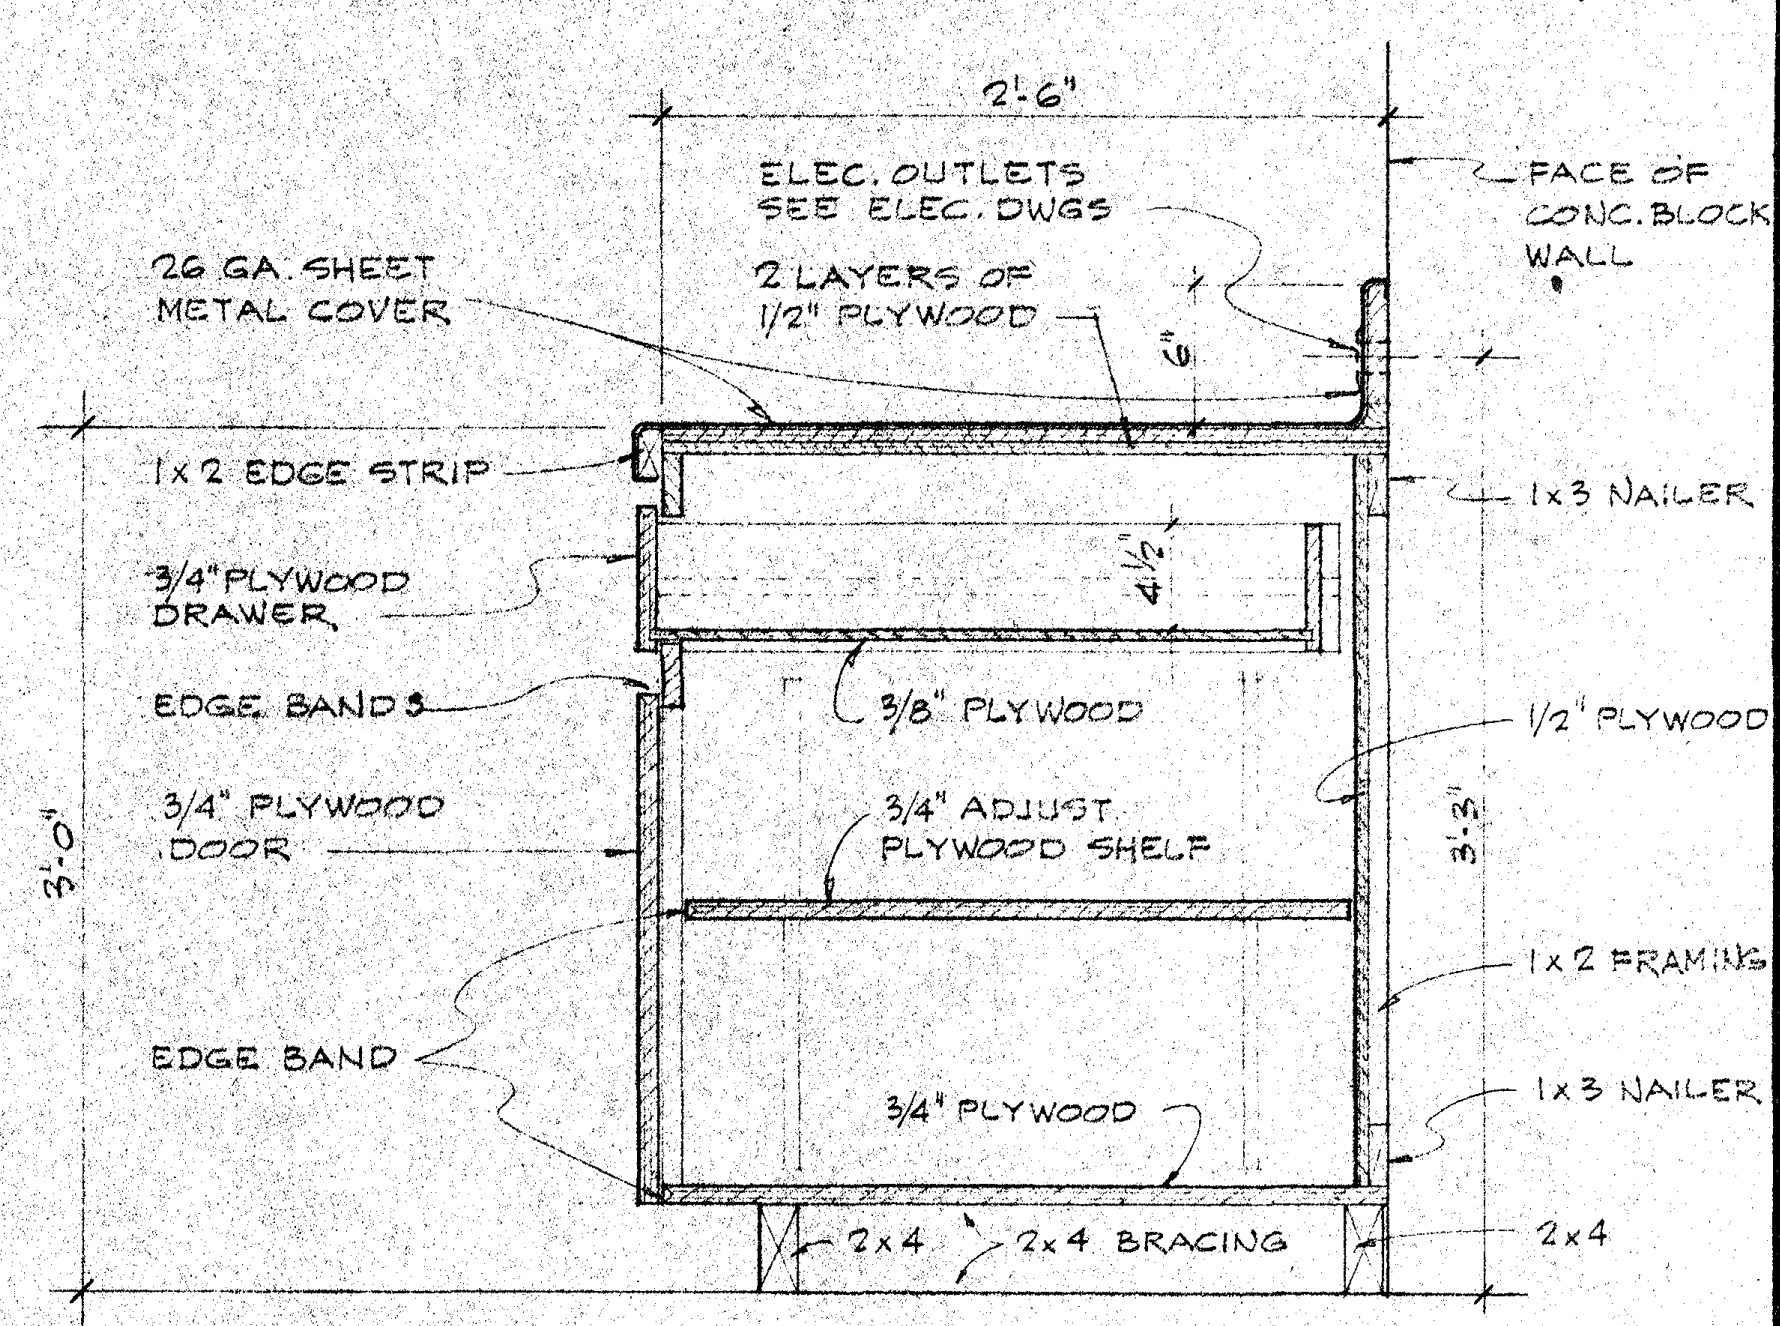 2'-6"
ELEC. OUTLETS
SEE ELEC. DWGS
FACE OF
CONC. BLOCK
WALL
26 GA. SHEET
METAL COVER
2 LAYERS OF
1/2" PLYWOOD
6"
1x2 EDGE STRIP
1x3 NAILER
3/4" PLYWOOD
DRAWER
4½"
EDGE BANDS
3/8" PLYWOOD
1/2" PLYWOOD
3/4" PLYWOOD
DOOR
3/4" ADJUST.
PLYWOOD SHELF
3'-0"
3'-3"
1x2 FRAMING
EDGE BAND
3/4" PLYWOOD
1x3 NAILER
2x4
2x4 BRACING
2x4